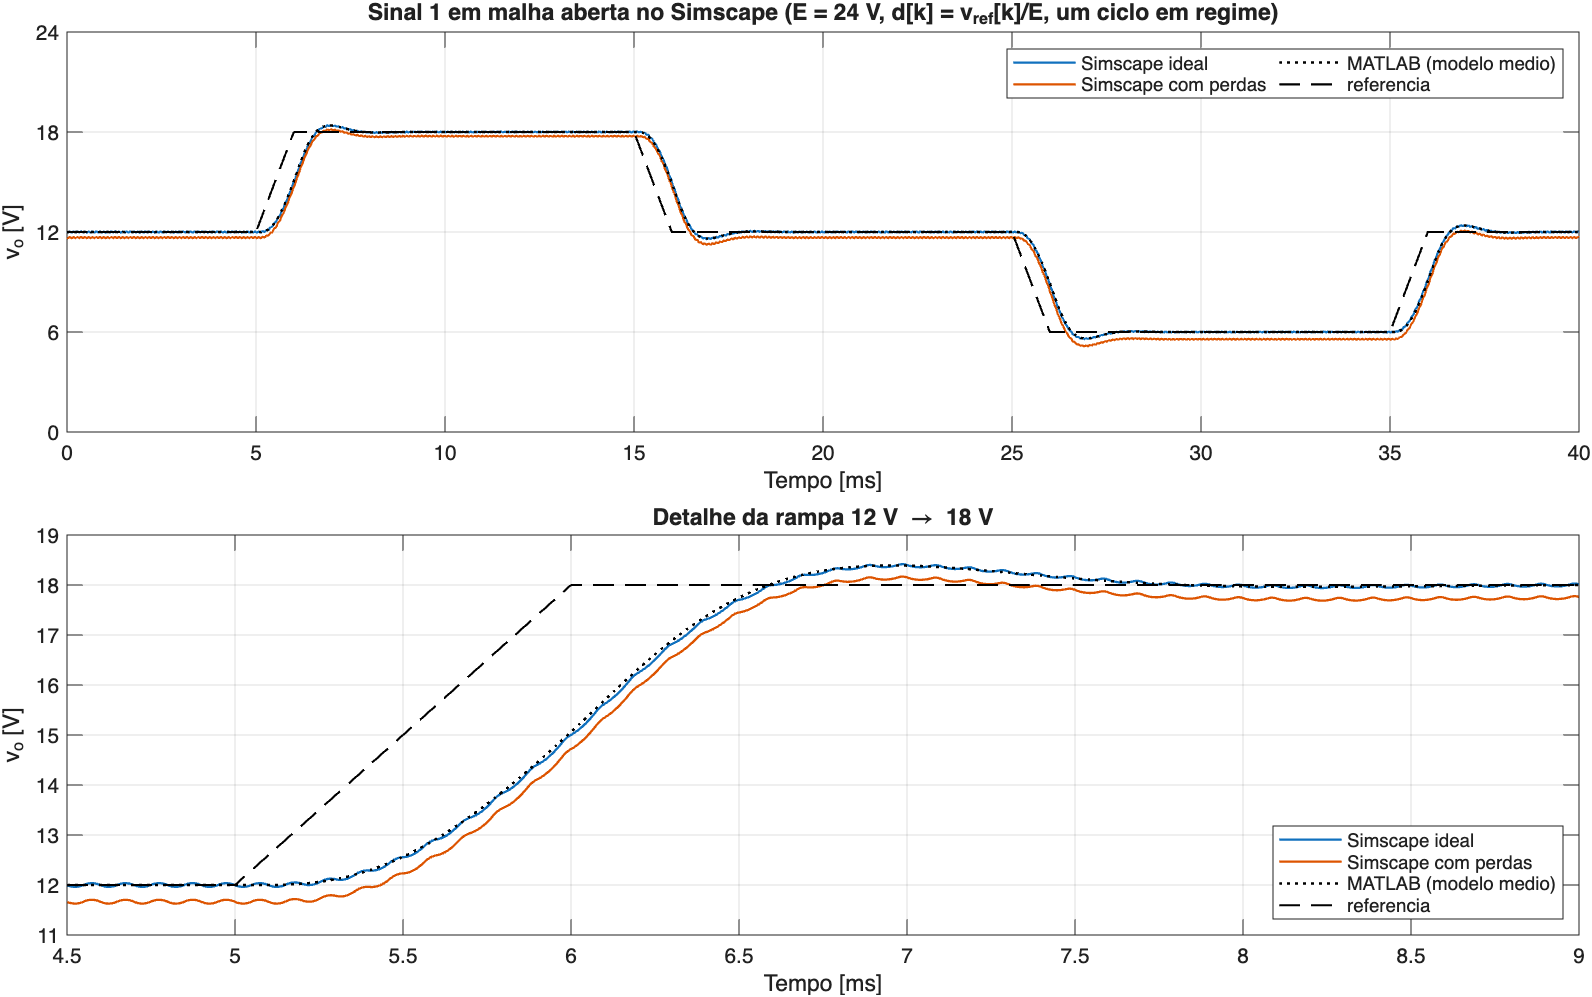 Sinal 1 em malha aberta no Simscape (E = 24 V, d[k] = vref[k]/E, um ciclo em regime)
24
18
12
6
0
vo [V]
Simscape ideal
Simscape com perdas
MATLAB (modelo medio)
referencia
0 5 10 15 20 25 30 35 40
Tempo [ms]
Detalhe da rampa 12 V → 18 V
19
18
17
16
15
14
13
12
11
vo [V]
Simscape ideal
Simscape com perdas
MATLAB (modelo medio)
referencia
4.5 5 5.5 6 6.5 7 7.5 8 8.5 9
Tempo [ms]